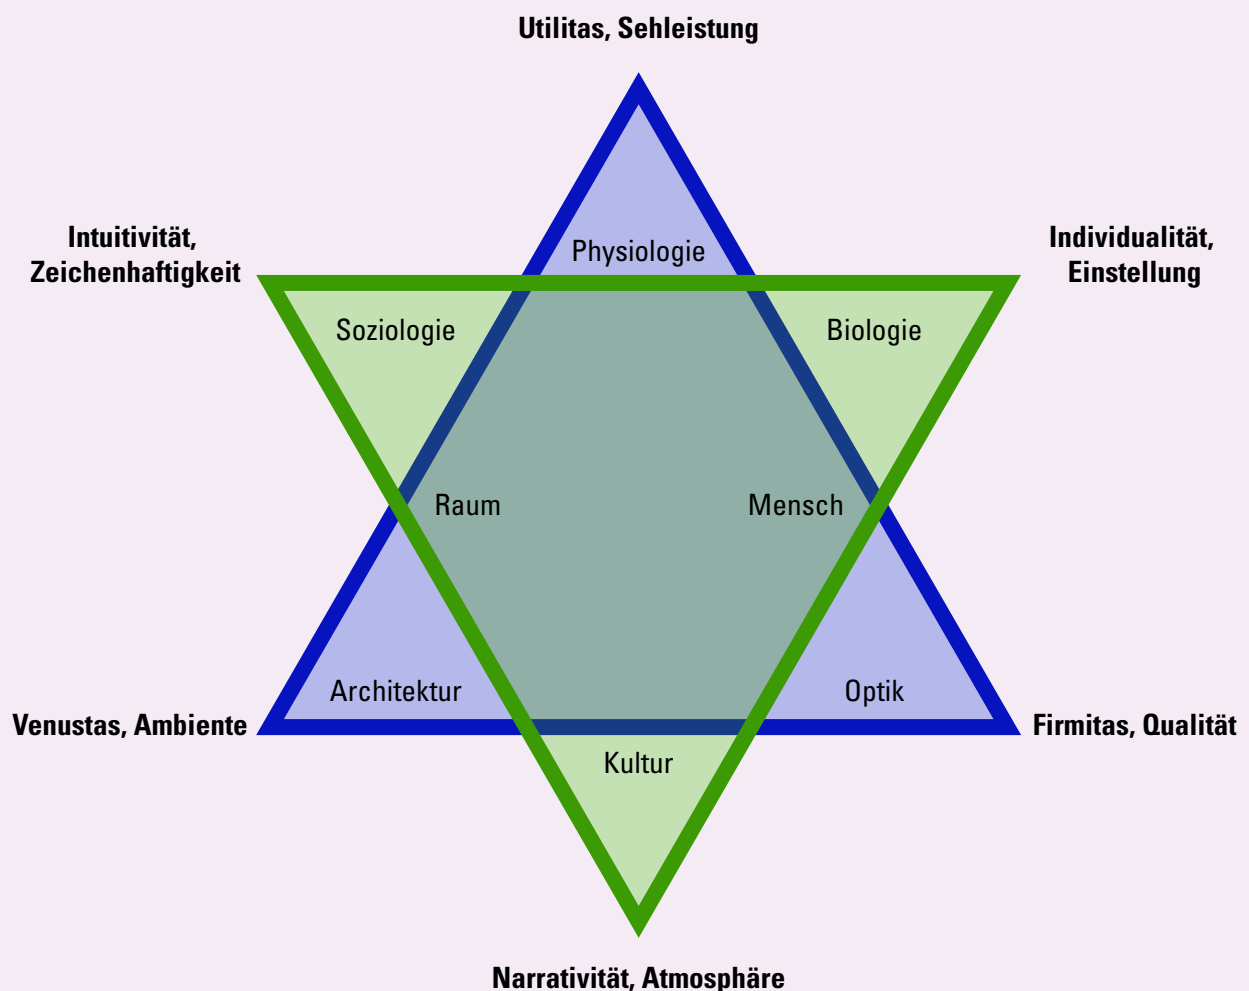 Utilitas, Sehleistung
Intuitivität,
Zeichenhaftigkeit
Individualität,
Einstellung
Physiologie
Soziologie
Biologie
Raum
Mensch
Architektur
Optik
Venustas, Ambiente
Firmitas, Qualität
Kultur
Narrativität, Atmosphäre